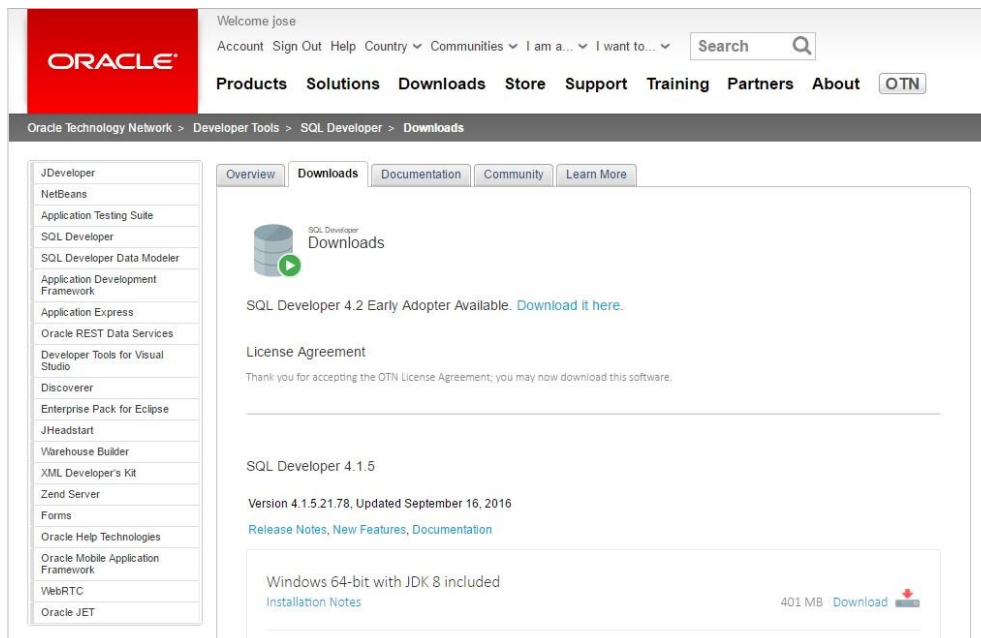 Welcome jose
Account Sign Out Help Country Communities I am a... I want to... Search
ORACLE
Products Solutions Downloads Store Support Training Partners About OTN
Oracle Technology Network > Developer Tools > SQL Developer > Downloads
JDeveloper
NetBeans
Application Testing Suite
SQL Developer
SQL Developer Data Modeler
Application Development
Framework
Application Express
Oracle REST Data Services
Developer Tools for Visual
Studio
Discoverer
Enterprise Pack for Eclipse
JHeadstart
Warehouse Builder
XML Developer's Kit
Zend Server
Forms
Oracle Help Technologies
Oracle Mobile Application
Framework
WebRTC
Oracle JET
Overview Downloads Documentation Community Learn More
SQL Developer
Downloads
SQL Developer 4.2 Early Adopter Available. Download it here.
License Agreement
Thank you for accepting the OTN License Agreement; you may now download this software.
SQL Developer 4.1.5
Version 4.1.5.21.78, Updated September 16, 2016
Release Notes, New Features, Documentation
Windows 64-bit with JDK 8 included
Installation Notes 401 MB Download